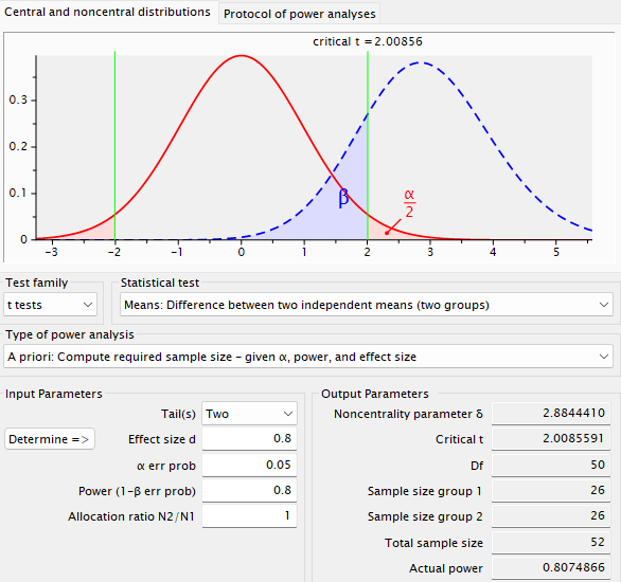 Central and noncentral distributions
Protocol of power analyses
critical t = 2.00856
0.3
0.2
0.1
0
β
α
2
-3 -2 -1 0 1 2 3 4 5
Test family
Statistical test
t tests
Means: Difference between two independent means (two groups)
Type of power analysis
A priori: Compute required sample size – given α, power, and effect size
Input Parameters
Output Parameters
Tail(s) Two
Noncentrality parameter δ 2.8844410
Determine => Effect size d 0.8
Critical t 2.0085591
α err prob 0.05
Df 50
Power (1-β err prob) 0.8
Sample size group 1 26
Allocation ratio N2/N1 1
Sample size group 2 26
Total sample size 52
Actual power 0.8074866